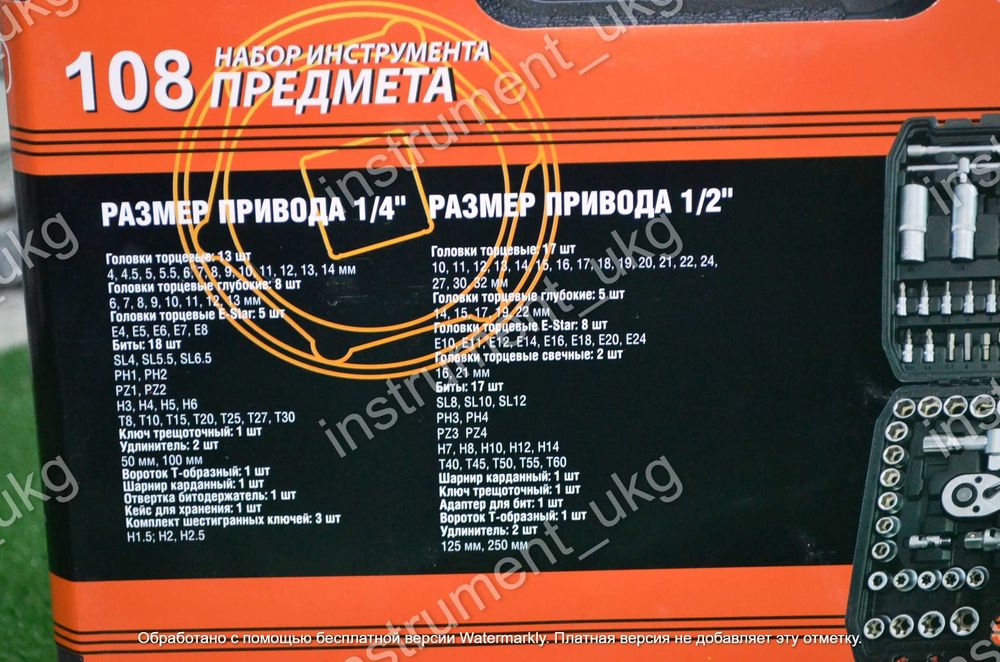 108 НАБОР ИНСТРУМЕНТА
ПРЕДМЕТА
РАЗМЕР ПРИВОДА 1/4"
Головки торцевые: 13 шт
4, 4.5, 5, 5.5, 6, 7, 8, 9, 10, 11, 12, 13, 14 мм
Головки торцевые глубокие: 8 шт
6, 7, 8, 9, 10, 11, 12, 13 мм
Головки торцевые E-Star: 5 шт
E4, E5, E6, E7, E8
Биты: 18 шт
SL4, SL5.5, SL6.5
PH1, PH2
PZ1, PZ2
H3, H4, H5, H6
T8, T10, T15, T20, T25, T27, T30
Ключ трещоточный: 1 шт
Удлинитель: 2 шт
50 мм, 100 мм
Вороток Т-образный: 1 шт
Шарнир карданный: 1 шт
Отвертка битодержатель: 1 шт
Кейс для хранения: 1 шт
Комплект шестигранных ключей: 3 шт
H1.5; H2, H2.5
РАЗМЕР ПРИВОДА 1/2"
Головки торцевые: 17 шт
10, 11, 12, 13, 14, 15, 16, 17, 18, 19, 20, 21, 22, 24,
27, 30, 32 мм
Головки торцевые глубокие: 5 шт
14, 15, 17, 19, 22 мм
Головки торцевые E-Star: 8 шт
E10, E11, E12, E14, E16, E18, E20, E24
Головки торцевые свечные: 2 шт
16, 21 мм
Биты: 17 шт
SL8, SL10, SL12
PH3, PH4
PZ3 PZ4
H7, H8, H10, H12, H14
T40, T45, T50, T55, T60
Шарнир карданный: 1 шт
Ключ трещоточный: 1 шт
Адаптер для бит: 1 шт
Вороток Т-образный: 1 шт
Удлинитель: 2 шт
125 мм, 250 мм
instrument_ukg
instrument_ukg
instrument_ukg
instrument_ukg
Обработано с помощью бесплатной версии Watermarkly. Платная версия не добавляет эту отметку.